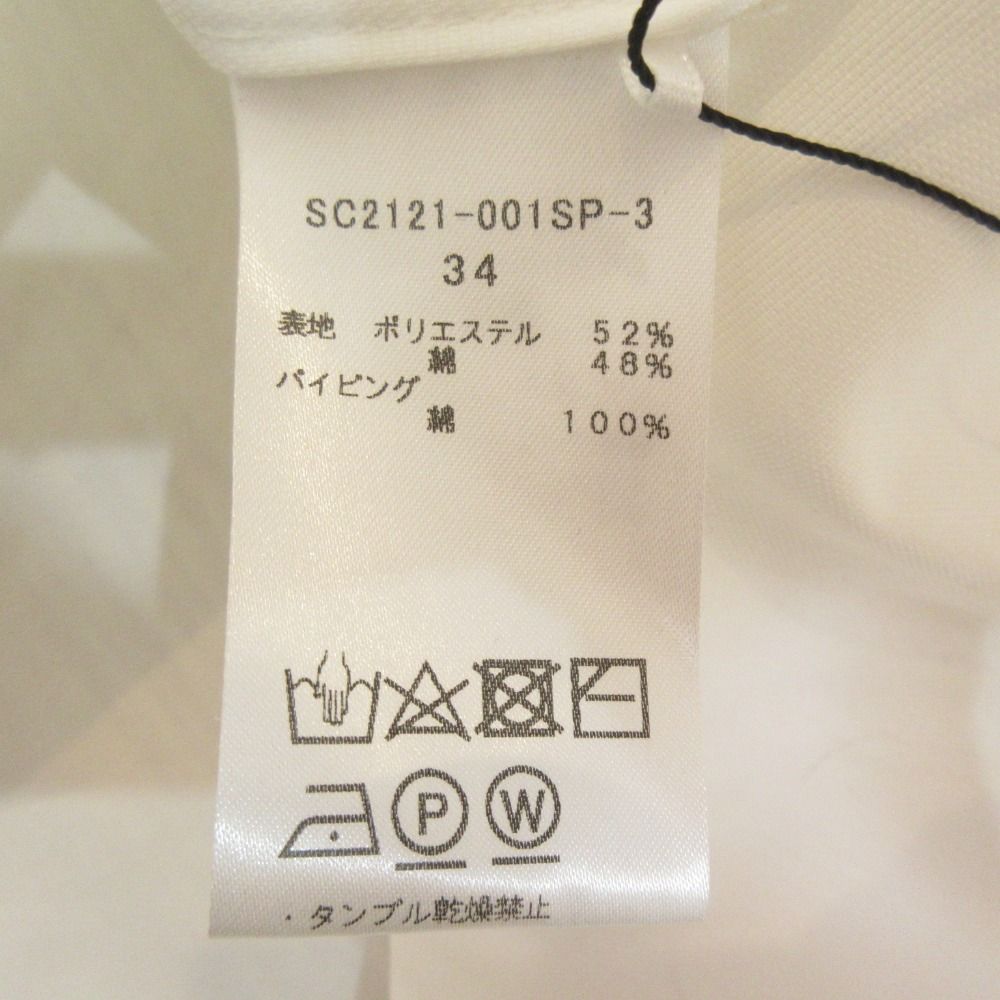 SC2121-001SP-3
34
表地 ポリエステル 52%
綿 48%
パイピング
綿 100%
P W
・タンブル乾燥禁止